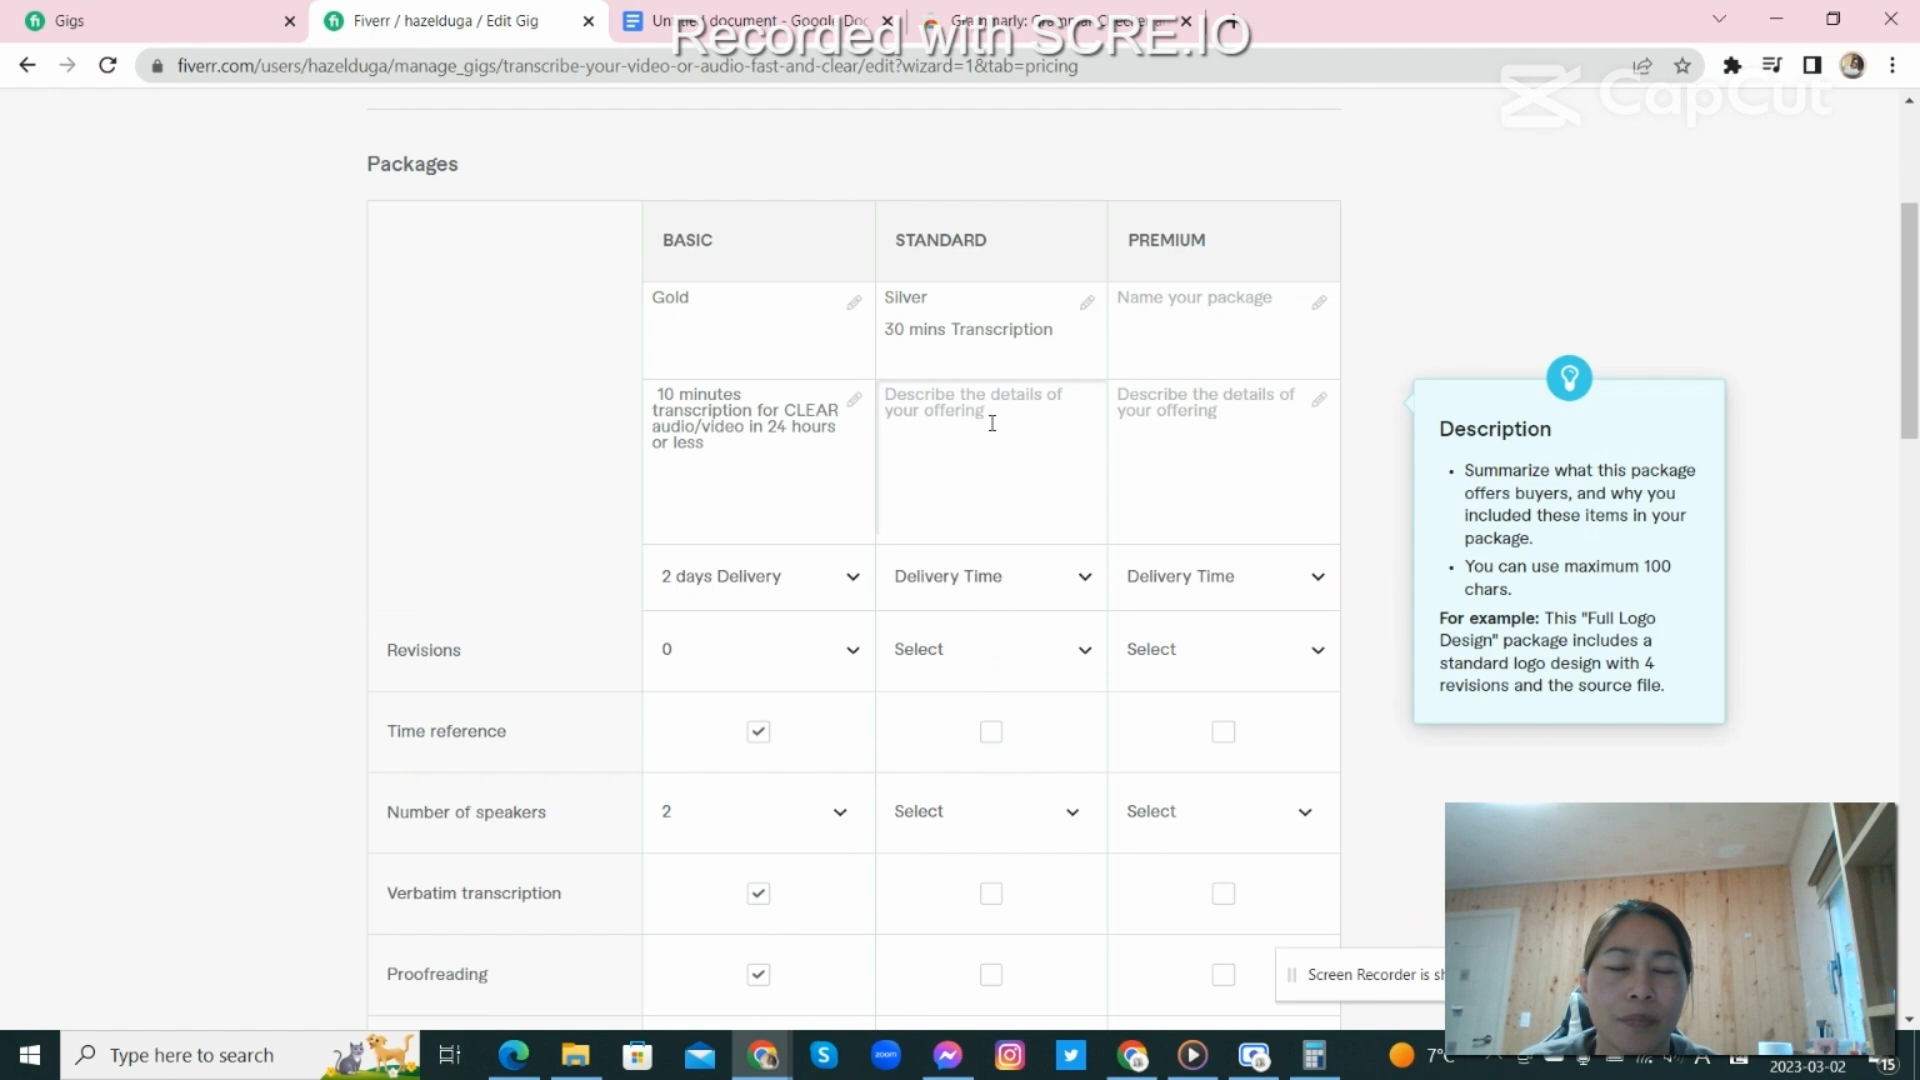 Gigs
Fiverr / hazelduga / Edit Gig
Recorded with SCRE.IO
fiverr.com/users/hazelduga/manage_gigs/transcribe-your-video-or-audio-fast-and-clear/edit?wizard=1&tab=pricing
CapCut
Packages
BASIC
STANDARD
PREMIUM
Gold
Silver
30 mins Transcription
Name your package
10 minutes
transcription for CLEAR
audio/video in 24 hours
or less
Describe the details of
your offering
Describe the details of
your offering
2 days Delivery
Delivery Time
Delivery Time
Revisions
0
Select
Select
Time reference
Number of speakers
2
Select
Select
Verbatim transcription
Proofreading
Description
• Summarize what this package
offers buyers, and why you
included these items in your
package.
• You can use maximum 100
chars.
For example: This "Full Logo
Design" package includes a
standard logo design with 4
revisions and the source file.
Screen Recorder is sh
Type here to search
zoom
7°C
2023-03-02
15